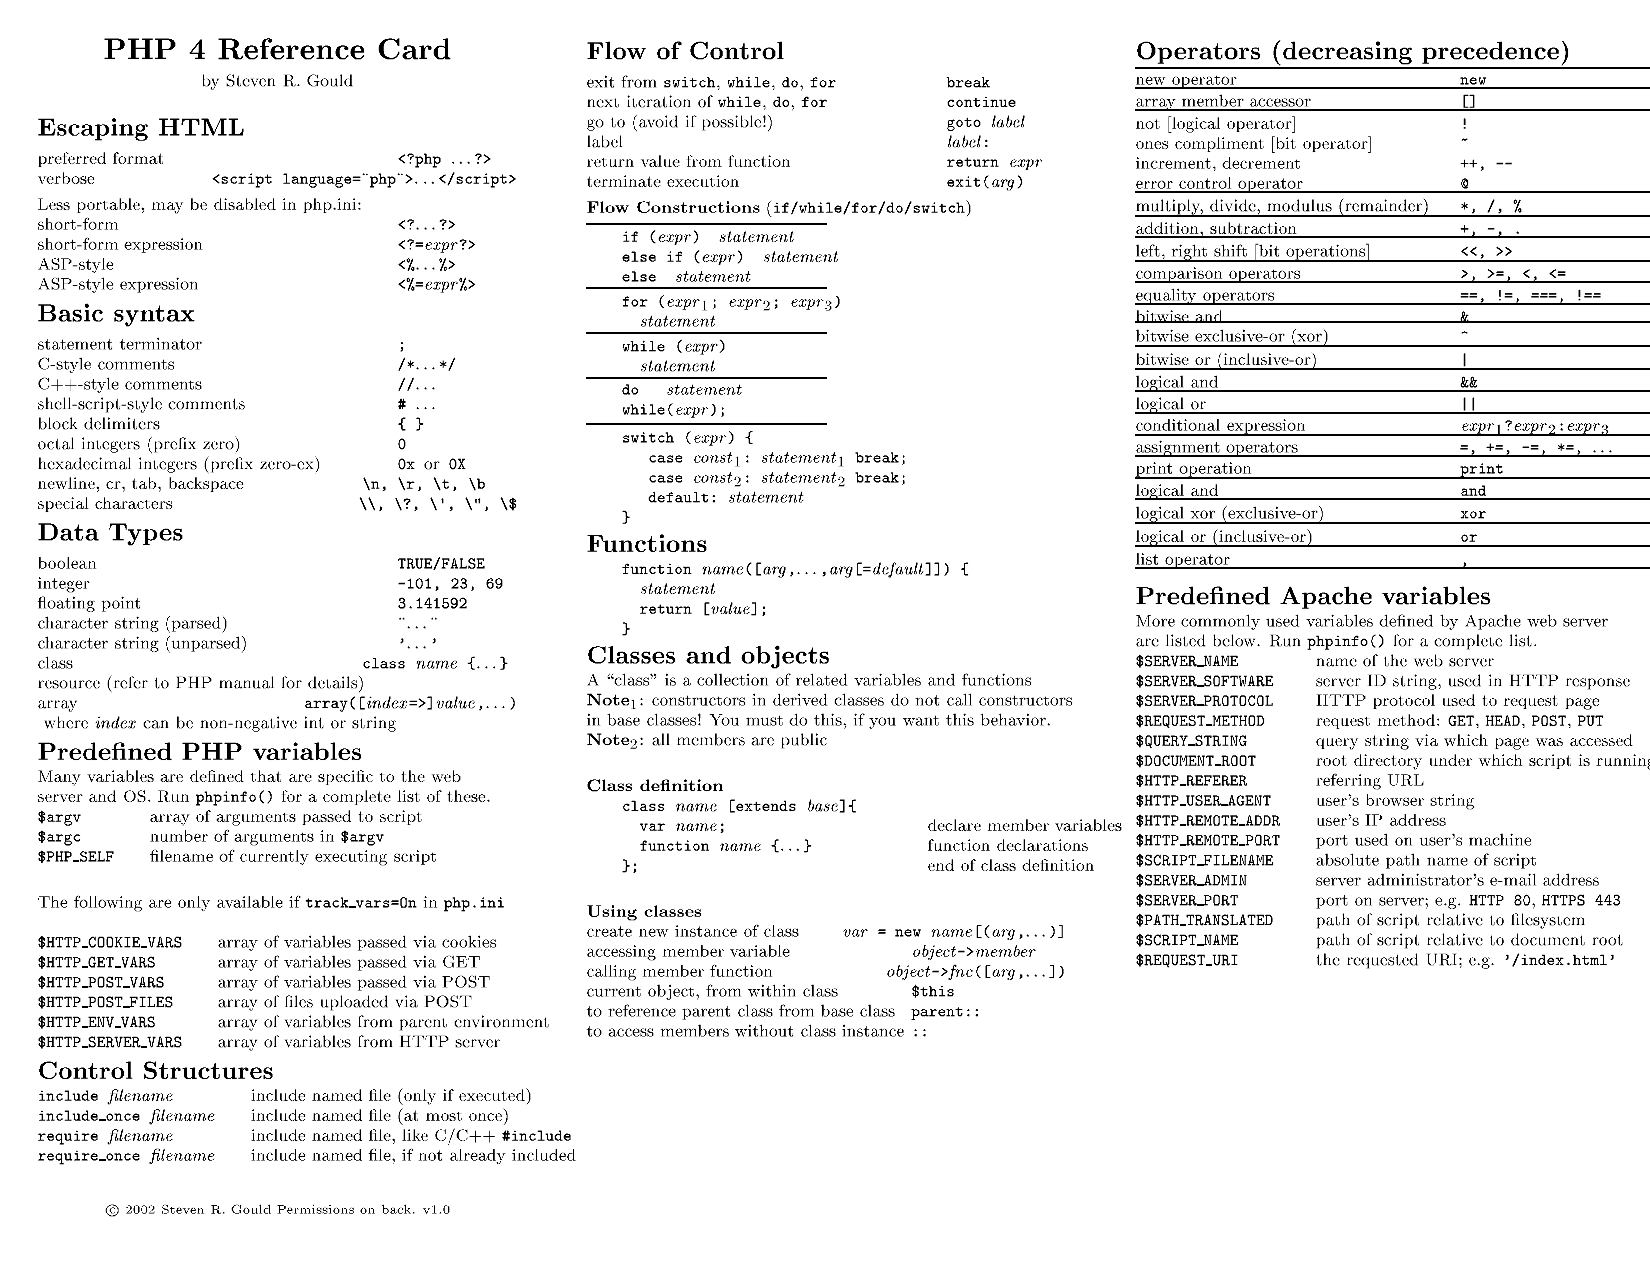 PHP 4 Reference Card
by Steven R. Gould
Escaping HTML
preferred format <?php ...?>
verbose <script language=¨php¨>...</script>
Less portable, may be disabled in php.ini:
short-form <?...?>
short-form expression <?=expr?>
ASP-style <%...%>
ASP-style expression <%=expr%>
Basic syntax
statement terminator ;
C-style comments /*...*/
C++-style comments //...
shell-script-style comments # ...
block delimiters { }
octal integers (prefix zero) 0
hexadecimal integers (prefix zero-ex) 0x or 0X
newline, cr, tab, backspace \n, \r, \t, \b
special characters \\, \?, \', \", \$
Data Types
boolean TRUE/FALSE
integer -101, 23, 69
floating point 3.141592
character string (parsed) ¨...¨
character string (unparsed) '...'
class class name {...}
resource (refer to PHP manual for details)
array array([index=>]value,...)
where index can be non-negative int or string
Predefined PHP variables
Many variables are defined that are specific to the web
server and OS. Run phpinfo() for a complete list of these.
$argv array of arguments passed to script
$argc number of arguments in $argv
$PHP_SELF filename of currently executing script
The following are only available if track_vars=On in php.ini
$HTTP_COOKIE_VARS array of variables passed via cookies
$HTTP_GET_VARS array of variables passed via GET
$HTTP_POST_VARS array of variables passed via POST
$HTTP_POST_FILES array of files uploaded via POST
$HTTP_ENV_VARS array of variables from parent environment
$HTTP_SERVER_VARS array of variables from HTTP server
Control Structures
include filename include named file (only if executed)
include_once filename include named file (at most once)
require filename include named file, like C/C++ #include
require_once filename include named file, if not already included
© 2002 Steven R. Gould Permissions on back. v1.0
Flow of Control
exit from switch, while, do, for break
next iteration of while, do, for continue
go to (avoid if possible!) goto label
label label:
return value from function return expr
terminate execution exit(arg)
Flow Constructions (if/while/for/do/switch)
if (expr) statement
else if (expr) statement
else statement
for (expr1; expr2; expr3)
statement
while (expr)
statement
do statement
while(expr);
switch (expr) {
case const1: statement1 break;
case const2: statement2 break;
default: statement
}
Functions
function name([arg,...,arg[=default]]) {
statement
return [value];
}
Classes and objects
A “class” is a collection of related variables and functions
Note1: constructors in derived classes do not call constructors
in base classes! You must do this, if you want this behavior.
Note2: all members are public
Class definition
class name [extends base]{
var name; declare member variables
function name {...} function declarations
}; end of class definition
Using classes
create new instance of class var = new name[(arg,...)]
accessing member variable object->member
calling member function object->fnc([arg,...])
current object, from within class $this
to reference parent class from base class parent::
to access members without class instance ::
Operators (decreasing precedence)
new operator new
array member accessor []
not [logical operator] !
ones compliment [bit operator] ~
increment, decrement ++, --
error control operator @
multiply, divide, modulus (remainder) *, /, %
addition, subtraction +, -, .
left, right shift [bit operations] <<, >>
comparison operators >, >=, <, <=
equality operators ==, !=, ===, !==
bitwise and &
bitwise exclusive-or (xor) ^
bitwise or (inclusive-or) |
logical and &&
logical or ||
conditional expression expr1?expr2:expr3
assignment operators =, +=, -=, *=, ...
print operation print
logical and and
logical xor (exclusive-or) xor
logical or (inclusive-or) or
list operator ,
Predefined Apache variables
More commonly used variables defined by Apache web server
are listed below. Run phpinfo() for a complete list.
$SERVER_NAME name of the web server
$SERVER_SOFTWARE server ID string, used in HTTP response
$SERVER_PROTOCOL HTTP protocol used to request page
$REQUEST_METHOD request method: GET, HEAD, POST, PUT
$QUERY_STRING query string via which page was accessed
$DOCUMENT_ROOT root directory under which script is running
$HTTP_REFERER referring URL
$HTTP_USER_AGENT user's browser string
$HTTP_REMOTE_ADDR user's IP address
$HTTP_REMOTE_PORT port used on user's machine
$SCRIPT_FILENAME absolute path name of script
$SERVER_ADMIN server administrator's e-mail address
$SERVER_PORT port on server; e.g. HTTP 80, HTTPS 443
$PATH_TRANSLATED path of script relative to filesystem
$SCRIPT_NAME path of script relative to document root
$REQUEST_URI the requested URI; e.g. '/index.html'